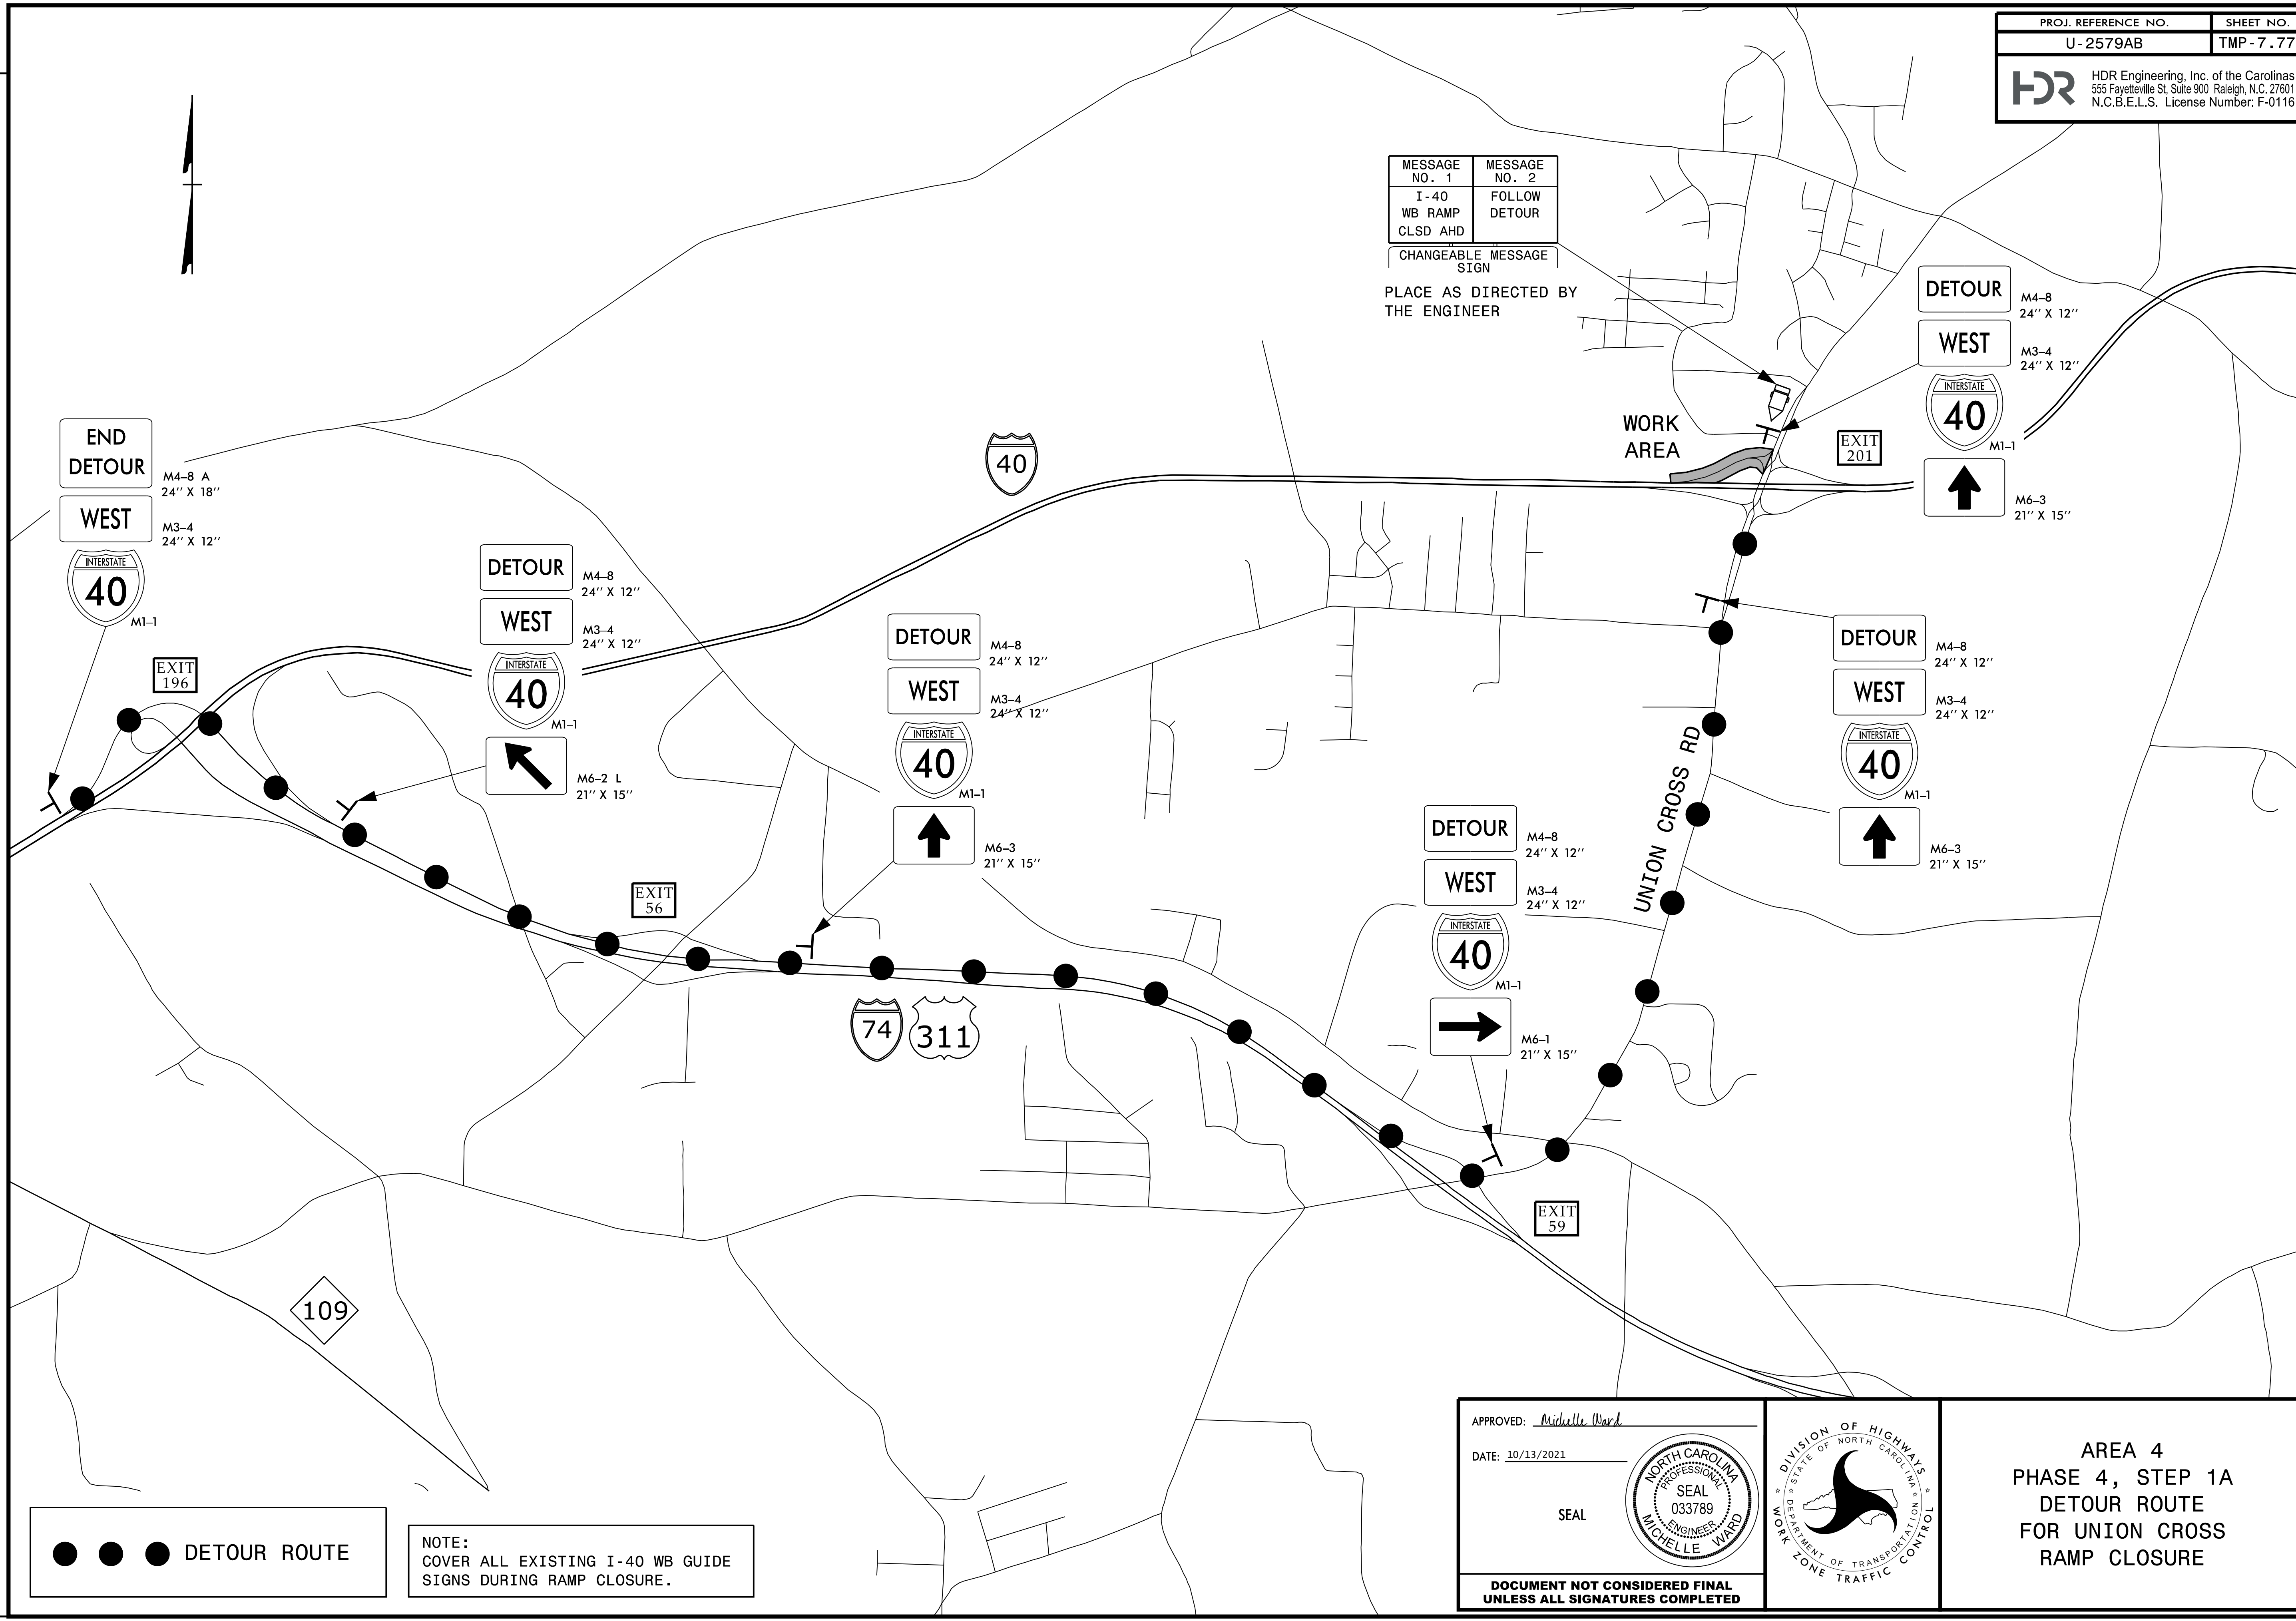 PROJ. REFERENCE NO.
SHEET NO.
U-2579AB
TMP-7.77
HDR
HDR Engineering, Inc. of the Carolinas
555 Fayetteville St, Suite 900 Raleigh, N.C. 27601
N.C.B.E.L.S. License Number: F-0116
MESSAGE
NO. 1
MESSAGE
NO. 2
I-40
WB RAMP
CLSD AHD
FOLLOW
DETOUR
CHANGEABLE MESSAGE
SIGN
PLACE AS DIRECTED BY
THE ENGINEER
DETOUR
M4-8
24'' X 12''
WEST
M3-4
24'' X 12''
INTERSTATE
40
M1-1
M6-3
21'' X 15''
WORK
AREA
EXIT
201
40
END
DETOUR
M4-8 A
24'' X 18''
WEST
M3-4
24'' X 12''
INTERSTATE
40
M1-1
EXIT
196
DETOUR
M4-8
24'' X 12''
WEST
M3-4
24'' X 12''
INTERSTATE
40
M1-1
M6-2 L
21'' X 15''
DETOUR
M4-8
24'' X 12''
WEST
M3-4
24'' X 12''
INTERSTATE
40
M1-1
M6-3
21'' X 15''
DETOUR
M4-8
24'' X 12''
WEST
M3-4
24'' X 12''
INTERSTATE
40
M1-1
M6-3
21'' X 15''
UNION CROSS RD
DETOUR
M4-8
24'' X 12''
WEST
M3-4
24'' X 12''
INTERSTATE
40
M1-1
M6-1
21'' X 15''
EXIT
56
74
311
EXIT
59
109
DETOUR ROUTE
NOTE:
COVER ALL EXISTING I-40 WB GUIDE
SIGNS DURING RAMP CLOSURE.
APPROVED: Michelle Ward
DATE: 10/13/2021
SEAL
NORTH CAROLINA
PROFESSIONAL
SEAL
033789
ENGINEER
MICHELLE WARD
DOCUMENT NOT CONSIDERED FINAL
UNLESS ALL SIGNATURES COMPLETED
DIVISION OF HIGHWAYS
STATE OF NORTH CAROLINA
DEPARTMENT OF TRANSPORTATION
WORK ZONE TRAFFIC CONTROL
AREA 4
PHASE 4, STEP 1A
DETOUR ROUTE
FOR UNION CROSS
RAMP CLOSURE